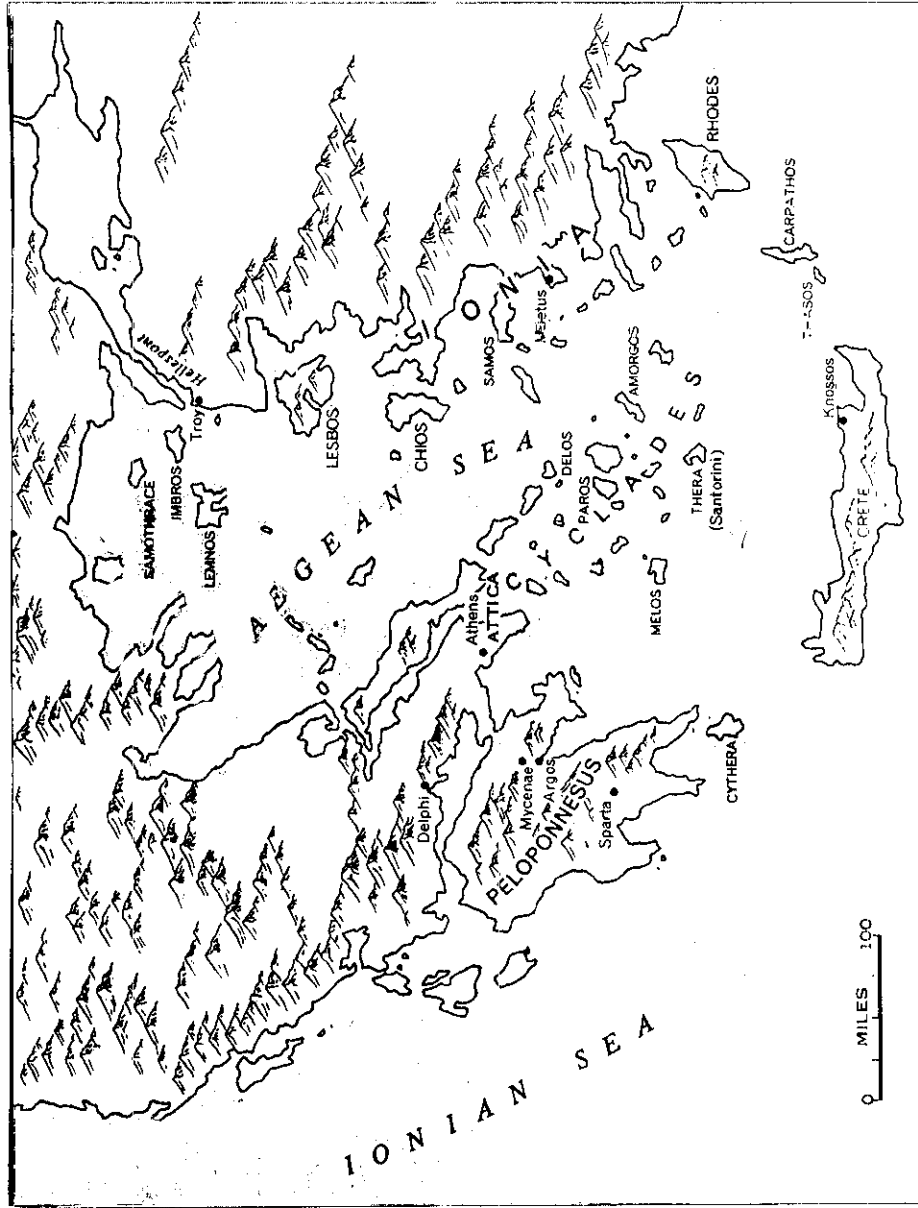 Hellespont
SAMOTHRACE
IMBROS
Troy
LEMNOS
AEGEAN SEA
LESBOS
CHIOS
IONIA
SAMOS
Miletus
Delphi
Athens
ATTICA
DELOS
CYCLADES
PAROS
AMORGOS
Mycenae
Argos
PELOPONNESUS
Sparta
MELOS
THERA
(Santorini)
RHODES
CYTHERA
CARPATHOS
THASOS
Knossos
CRETE
IONIAN SEA
MILES
0 100